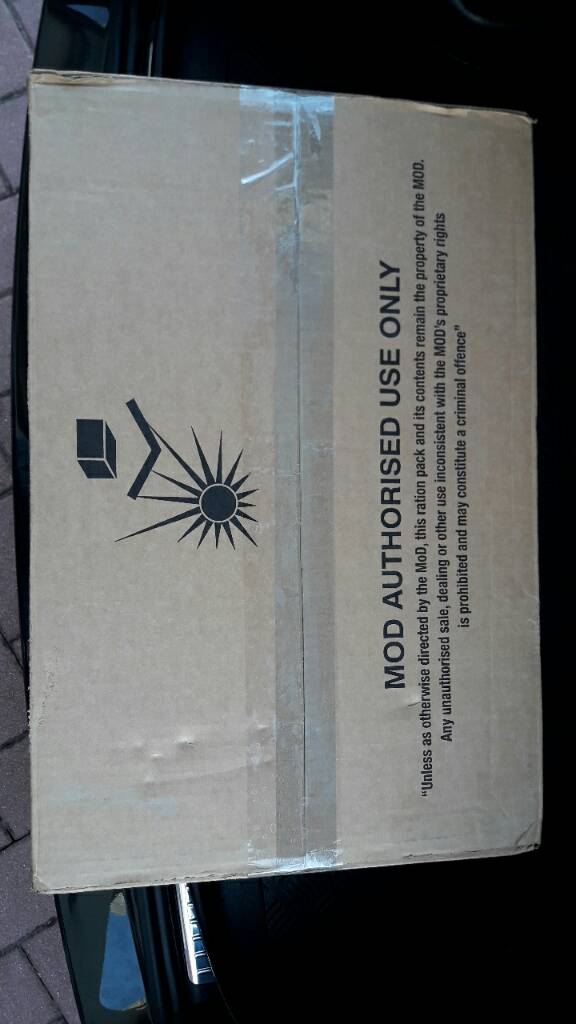 MOD AUTHORISED USE ONLY
“Unless as otherwise directed by the MoD, this ration pack and its contents remain the property of the MOD.
Any unauthorised sale, dealing or other use inconsistent with the MOD's proprietary rights
is prohibited and may constitute a criminal offence”